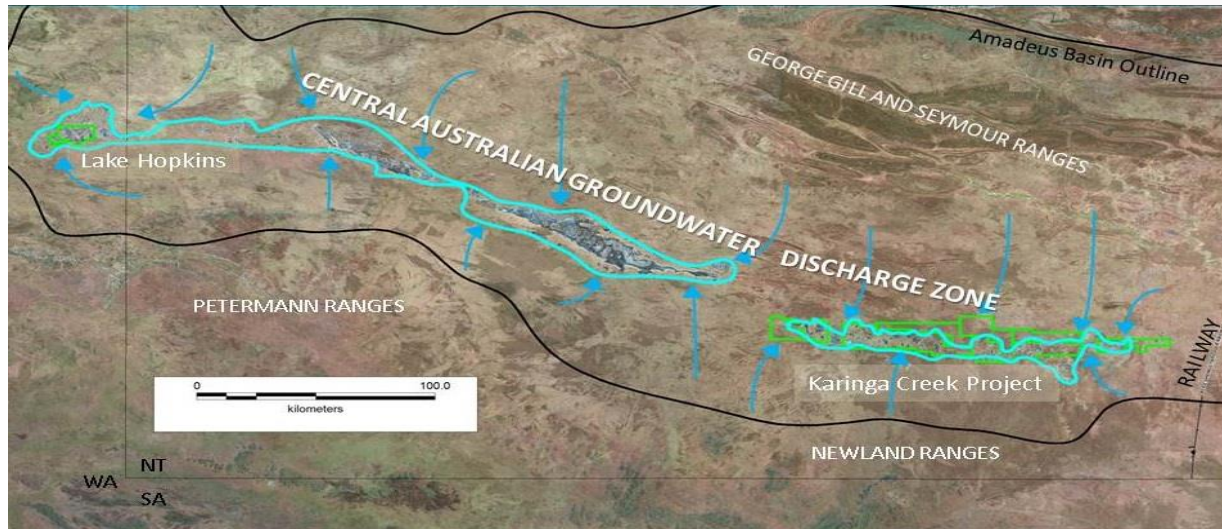 Amadeus Basin Outline
GEORGE GILL AND SEYMOUR RANGES
CENTRAL AUSTRALIAN GROUNDWATER DISCHARGE ZONE
Lake Hopkins
PETERMANN RANGES
Karinga Creek Project
RAILWAY
0 100.0
kilometers
NEWLAND RANGES
WA NT
SA